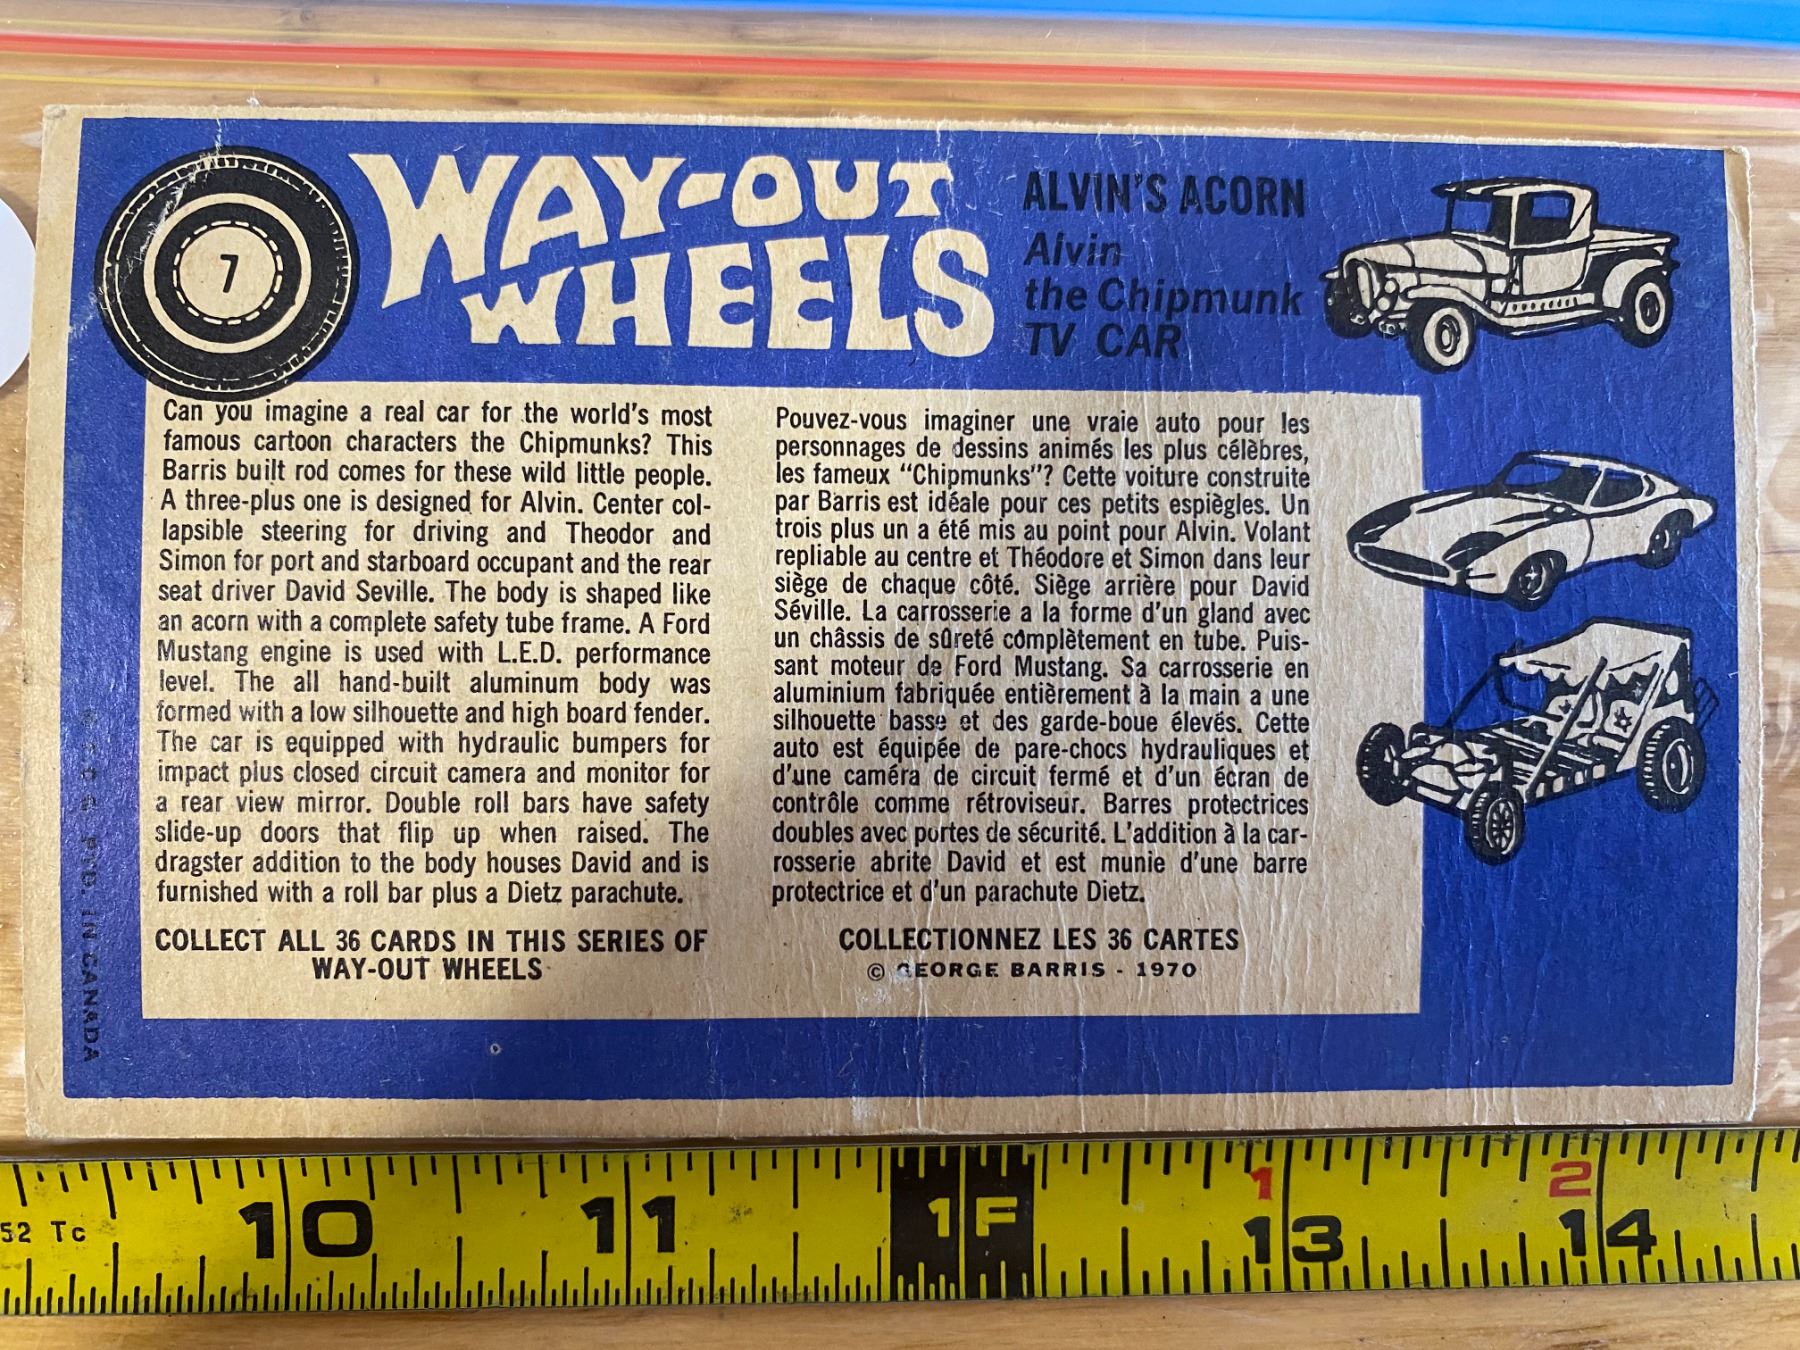 7
WAY-OUT
WHEELS
ALVIN'S ACORN
Alvin
the Chipmunk
TV CAR
Can you imagine a real car for the world's most
famous cartoon characters the Chipmunks? This
Barris built rod comes for these wild little people.
A three-plus one is designed for Alvin. Center col-
lapsible steering for driving and Theodor and
Simon for port and starboard occupant and the rear
seat driver David Seville. The body is shaped like
an acorn with a complete safety tube frame. A Ford
Mustang engine is used with L.E.D. performance
level. The all hand-built aluminum body was
formed with a low silhouette and high board fender.
The car is equipped with hydraulic bumpers for
impact plus closed circuit camera and monitor for
a rear view mirror. Double roll bars have safety
slide-up doors that flip up when raised. The
dragster addition to the body houses David and is
furnished with a roll bar plus a Dietz parachute.
COLLECT ALL 36 CARDS IN THIS SERIES OF
WAY-OUT WHEELS
Pouvez-vous imaginer une vraie auto pour les
personnages de dessins animés les plus célèbres,
les fameux "Chipmunks"? Cette voiture construite
par Barris est idéale pour ces petits espiègles. Un
trois plus un a été mis au point pour Alvin. Volant
repliable au centre et Théodore et Simon dans leur
siège de chaque côté. Siège arrière pour David
Séville. La carrosserie a la forme d'un gland avec
un châssis de sûreté complètement en tube. Puis-
sant moteur de Ford Mustang. Sa carrosserie en
aluminium fabriquée entièrement à la main a une
silhouette basse et des garde-boue élevés. Cette
auto est équipée de pare-chocs hydrauliques et
d'une caméra de circuit fermé et d'un écran de
contrôle comme rétroviseur. Barres protectrices
doubles avec portes de sécurité. L'addition à la car-
rosserie abrite David et est munie d'une barre
protectrice et d'un parachute Dietz.
COLLECTIONNEZ LES 36 CARTES
© GEORGE BARRIS - 1970
PTD. IN CANADA
52 Tc
10 11 1F 1 13 2 14